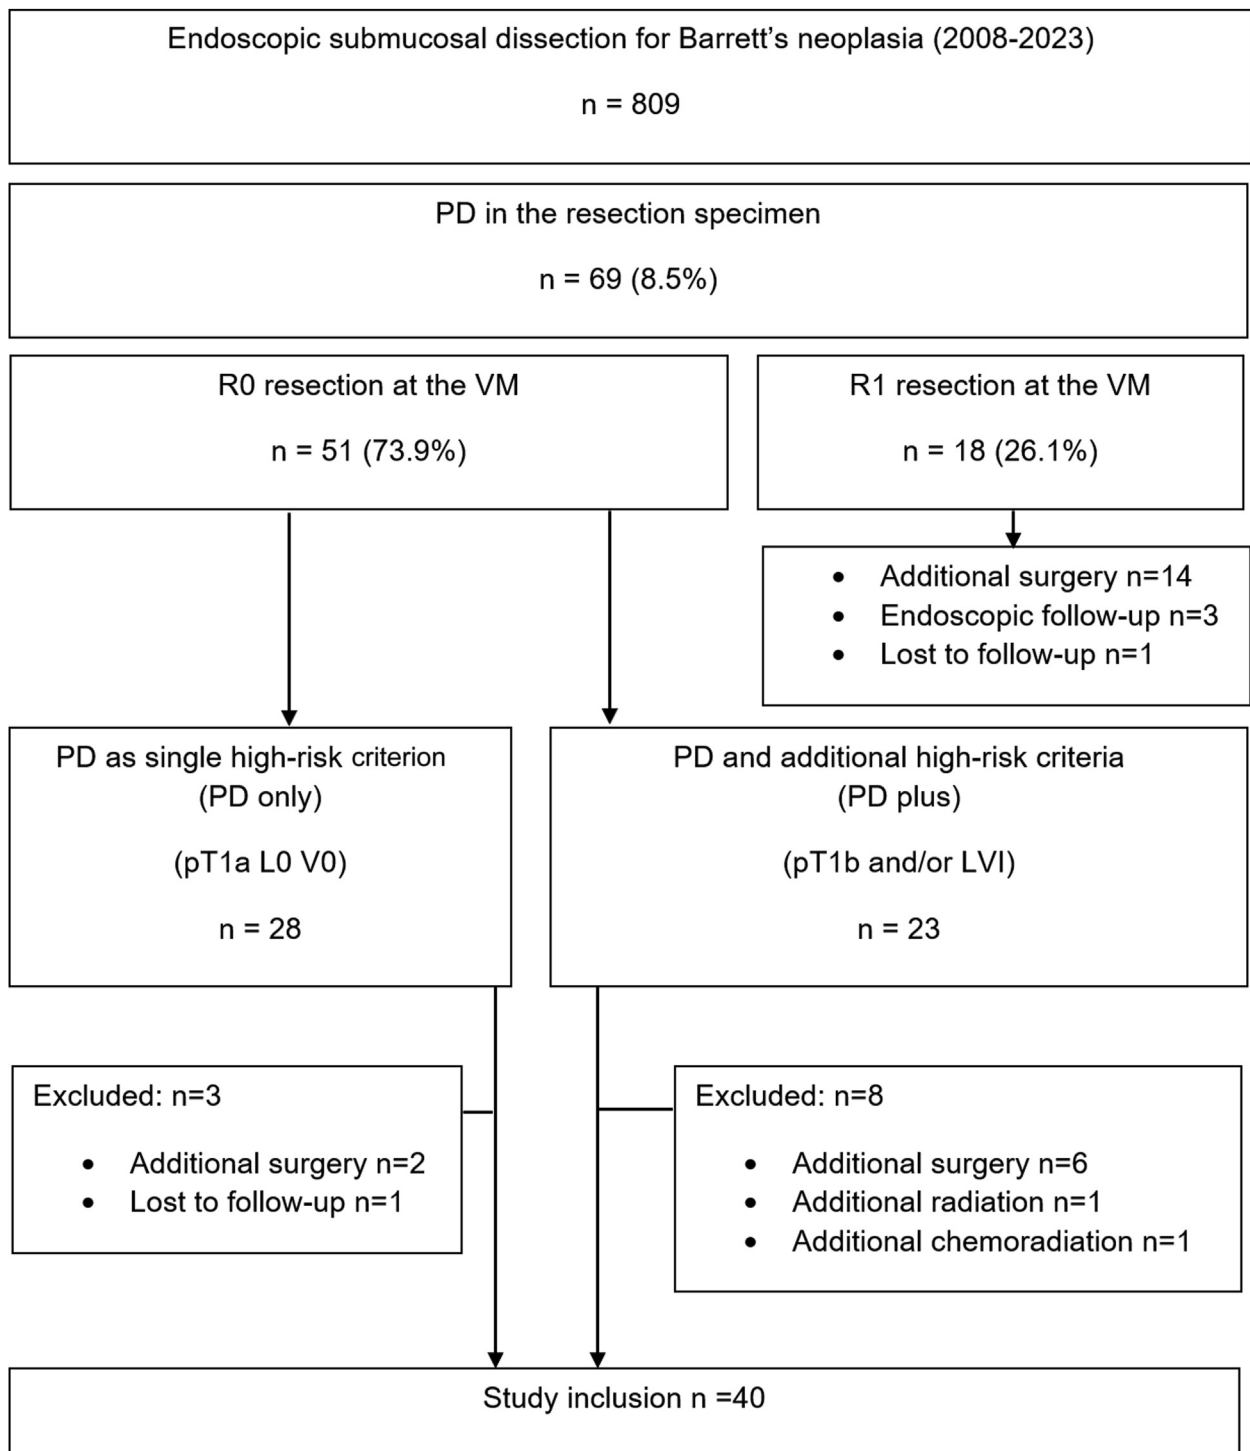 Endoscopic submucosal dissection for Barrett’s neoplasia (2008-2023)
n = 809
PD in the resection specimen
n = 69 (8.5%)
R0 resection at the VM
n = 51 (73.9%)
R1 resection at the VM
n = 18 (26.1%)
• Additional surgery n=14
• Endoscopic follow-up n=3
• Lost to follow-up n=1
PD as single high-risk criterion
(PD only)
(pT1a L0 V0)
n = 28
PD and additional high-risk criteria
(PD plus)
(pT1b and/or LVI)
n = 23
Excluded: n=3
• Additional surgery n=2
• Lost to follow-up n=1
Excluded: n=8
• Additional surgery n=6
• Additional radiation n=1
• Additional chemoradiation n=1
Study inclusion n =40